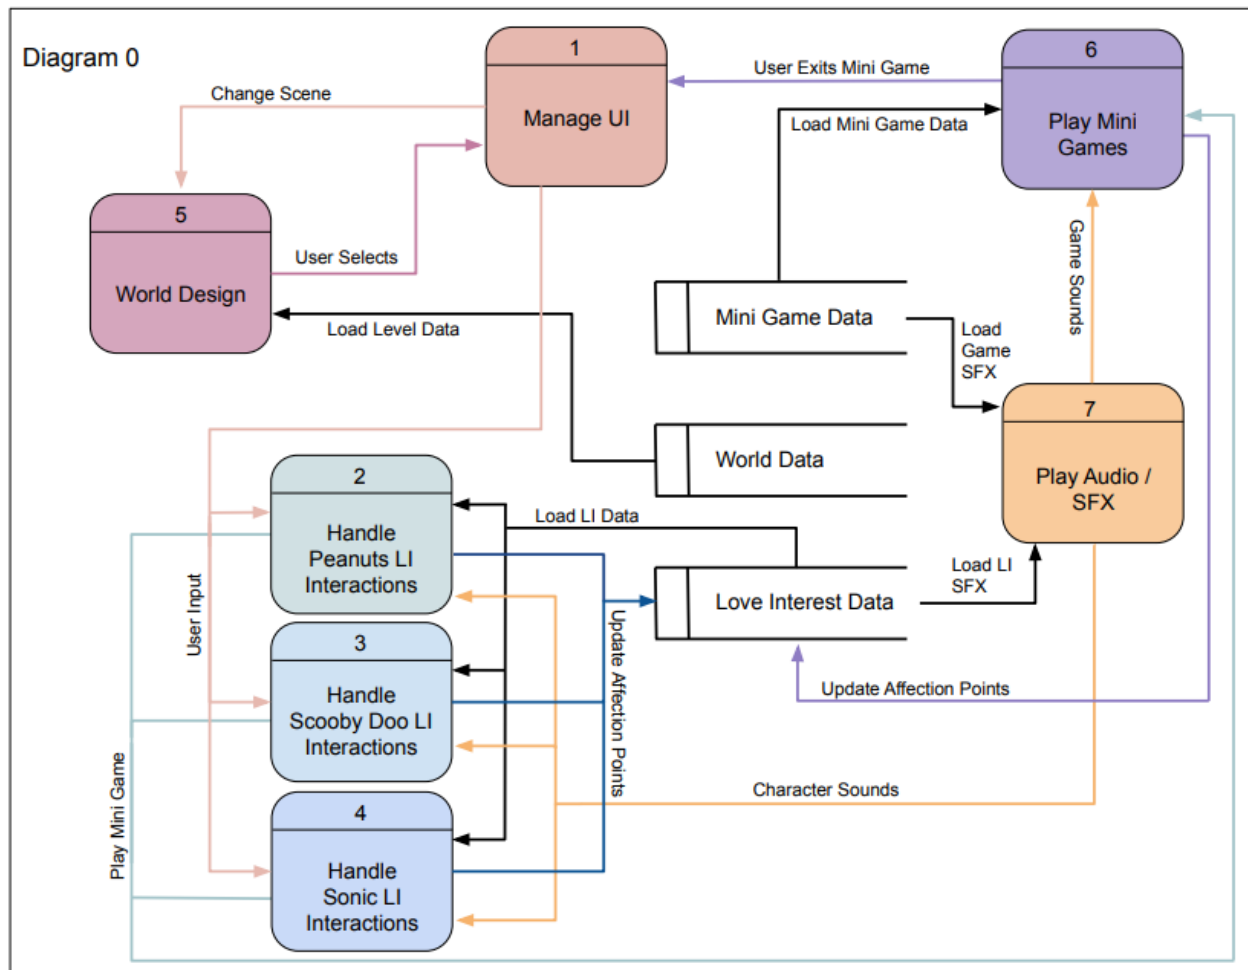 Diagram 0
1
Manage UI
6
Play Mini
Games
User Exits Mini Game
Change Scene
Load Mini Game Data
5
World Design
User Selects
Load Level Data
Game Sounds
Mini Game Data
Load
Game
SFX
7
Play Audio /
SFX
World Data
2
Handle
Peanuts LI
Interactions
Load LI Data
Load LI
SFX
Love Interest Data
User Input
Update Affection Points
3
Handle
Scooby Doo LI
Interactions
Update Affection Points
Character Sounds
Play Mini Game
4
Handle
Sonic LI
Interactions